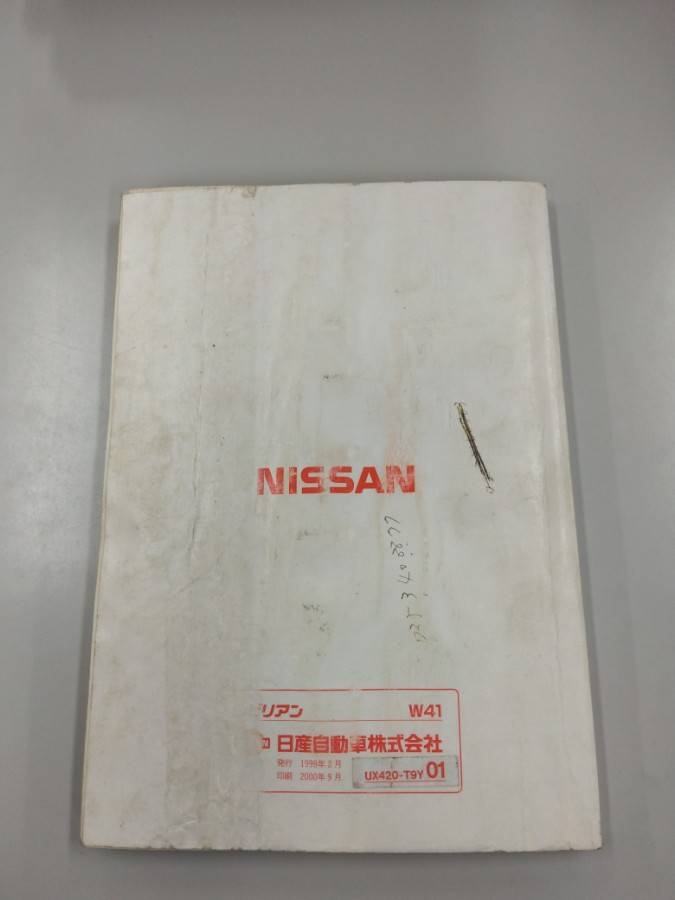 NISSAN
リアン W41
日産自動車株式会社
発行 1998年2月
印刷 2000年9月
UX420-T9Y 01